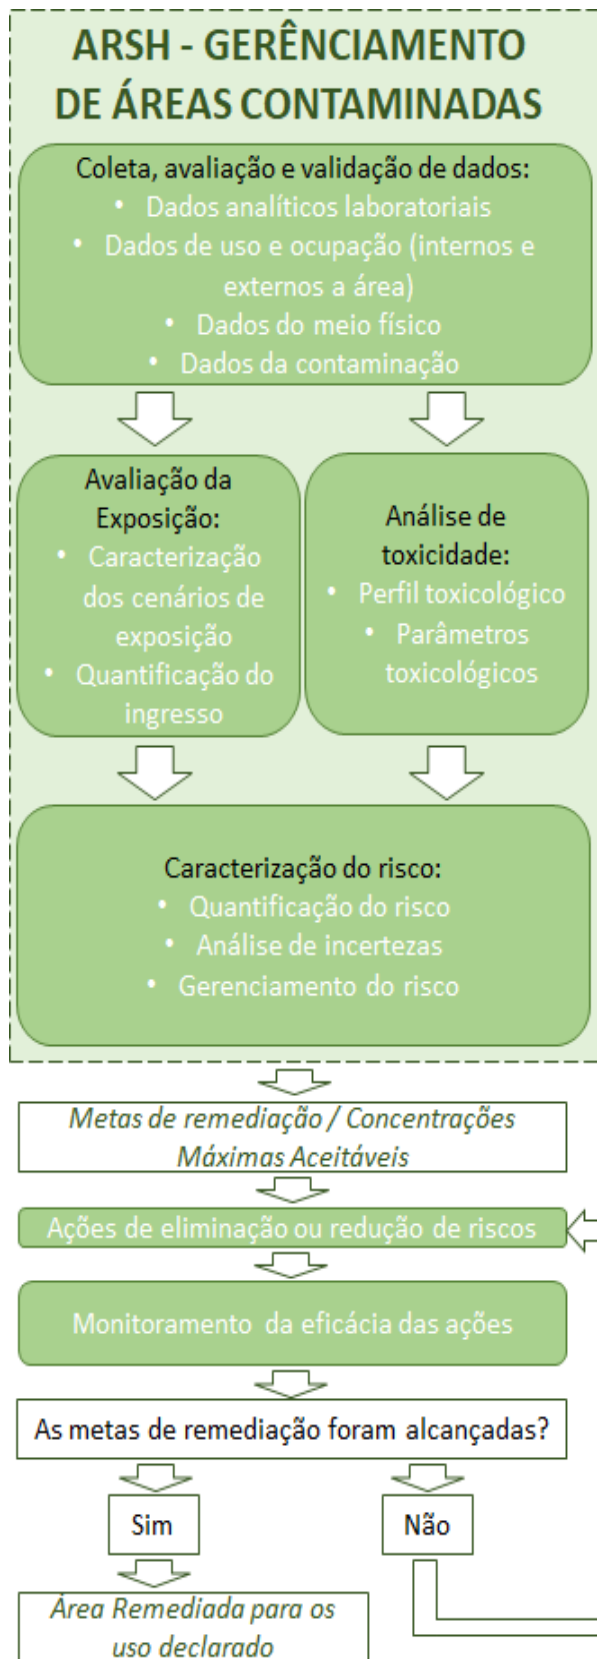 ARSH - GERÊNCIAMENTO
DE ÁREAS CONTAMINADAS
Coleta, avaliação e validação de dados:
• Dados analíticos laboratoriais
• Dados de uso e ocupação (internos e
externos a área)
• Dados do meio físico
• Dados da contaminação
Avaliação da
Exposição:
• Caracterização
dos cenários de
exposição
• Quantificação do
ingresso
Análise de
toxicidade:
• Perfil toxicológico
• Parâmetros
toxicológicos
Caracterização do risco:
• Quantificação do risco
• Análise de incertezas
• Gerenciamento do risco
Metas de remediação / Concentrações
Máximas Aceitáveis
Ações de eliminação ou redução de riscos
Monitoramento da eficácia das ações
As metas de remediação foram alcançadas?
Sim
Não
Área Remediada para os
uso declarado